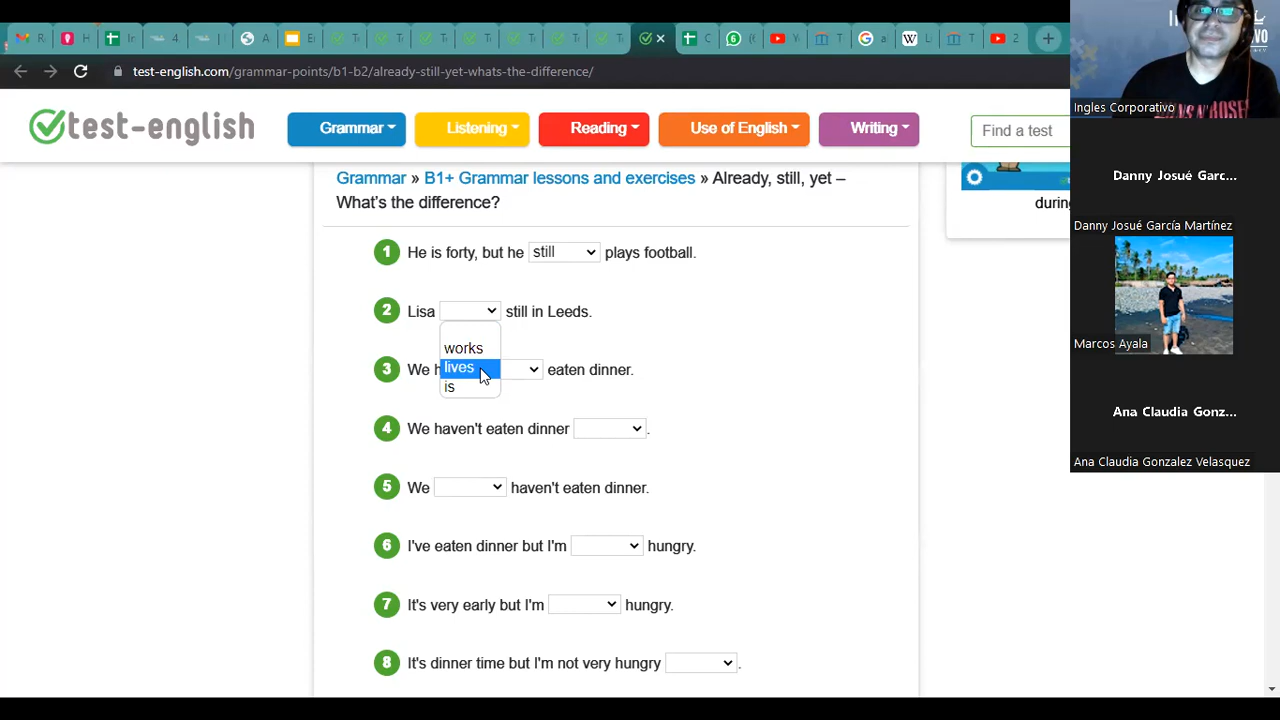 test-english.com/grammar-points/b1-b2/already-still-yet-whats-the-difference/
test-english
Grammar
Listening
Reading
Use of English
Writing
Find a test
Grammar » B1+ Grammar lessons and exercises » Already, still, yet –
What's the difference?
durin
1 He is forty, but he still plays football.
2 Lisa still in Leeds.
works
lives
is
3 We h eaten dinner.
4 We haven't eaten dinner .
5 We haven't eaten dinner.
6 I've eaten dinner but I'm hungry.
7 It's very early but I'm hungry.
8 It's dinner time but I'm not very hungry .
Ingles Corporativo
Danny Josué Garc...
Danny Josué García Martínez
Marcos Ayala
Ana Claudia Gonz...
Ana Claudia Gonzalez Velasquez